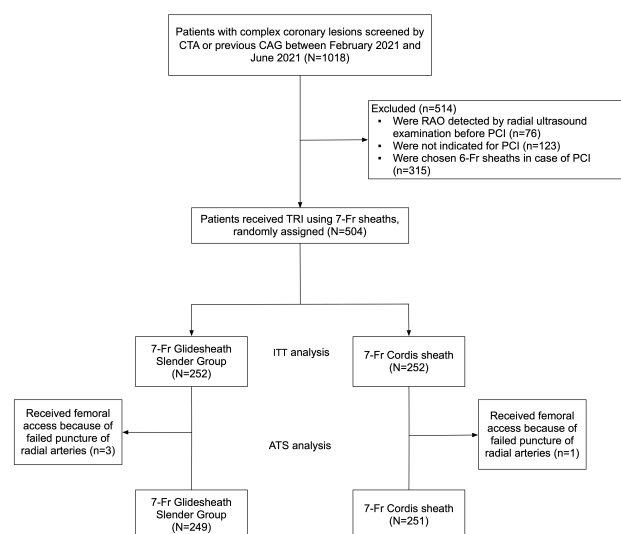 Patients with complex coronary lesions screened by
CTA or previous CAG between February 2021 and
June 2021 (N=1018)
Excluded (n=514)
▪ Were RAO detected by radial ultrasound
examination before PCI (n=76)
▪ Were not indicated for PCI (n=123)
▪ Were chosen 6-Fr sheaths in case of PCI
(n=315)
Patients received TRI using 7-Fr sheaths,
randomly assigned (N=504)
7-Fr Glidesheath
Slender Group
(N=252)
ITT analysis
7-Fr Cordis sheath
(N=252)
Received femoral
access because of
failed puncture of
radial arteries (n=3)
ATS analysis
Received femoral
access because of
failed puncture of
radial arteries (n=1)
7-Fr Glidesheath
Slender Group
(N=249)
7-Fr Cordis sheath
(N=251)